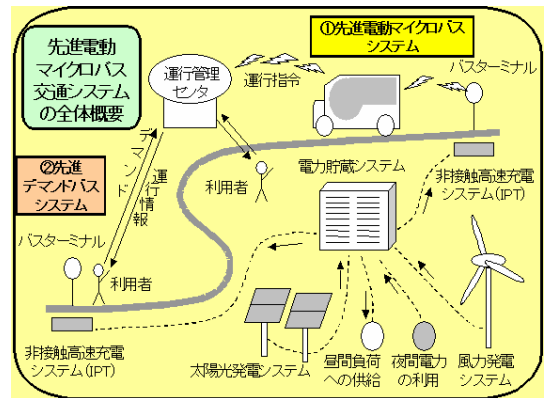 先進電動
マイクロバス
交通システム
の全体概要
①先進電動マイクロバス
システム
運行管理
センタ
運行指令
バスターミナル
デマンド
運行情報
②先進
デマンドバス
システム
利用者
電力貯蔵システム
非接触高速充電
システム(IPT)
バスターミナル
利用者
非接触高速充電
システム(IPT)
太陽光発電システム
昼間負荷
への供給
夜間電力
の利用
風力発電
システム